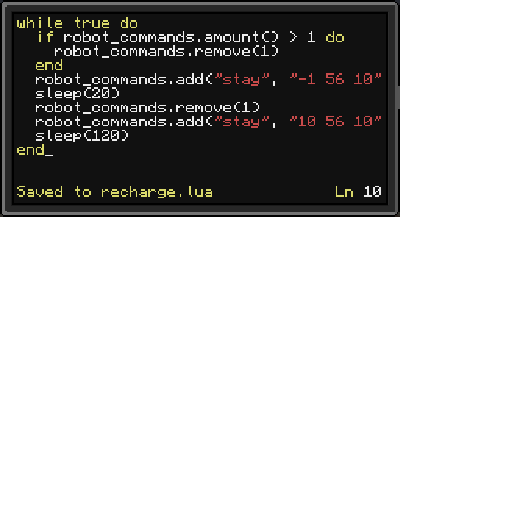 while true do
if robot_commands.amount() > 1 do
robot_commands.remove(1)
end
robot_commands.add("stay", "-1 56 10"
sleep(20)
robot_commands.remove(1)
robot_commands.add("stay", "10 56 10"
sleep(120)
end_
Saved to recharge.lua Ln 10